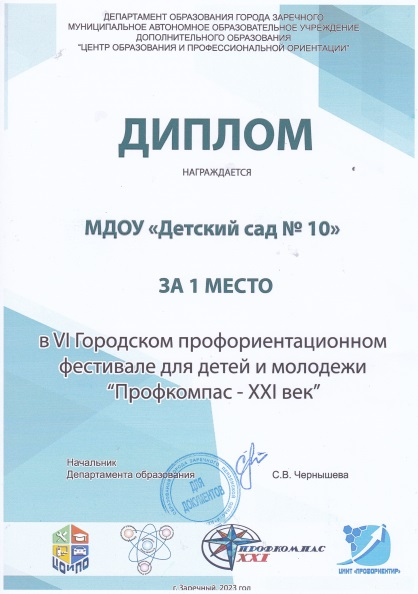 ДЕПАРТАМЕНТ ОБРАЗОВАНИЯ ГОРОДА ЗАРЕЧНОГО
МУНИЦИПАЛЬНОЕ АВТОНОМНОЕ ОБРАЗОВАТЕЛЬНОЕ УЧРЕЖДЕНИЕ
ДОПОЛНИТЕЛЬНОГО ОБРАЗОВАНИЯ
"ЦЕНТР ОБРАЗОВАНИЯ И ПРОФЕССИОНАЛЬНОЙ ОРИЕНТАЦИИ"
ДИПЛОМ
НАГРАЖДАЕТСЯ
МДОУ «Детский сад № 10»
ЗА 1 МЕСТО
в VI Городском профориентационном
фестивале для детей и молодежи
"Профкомпас - XXI век"
Начальник
Департамента образования
С.В. Чернышева
ДЛЯ
ДОКУМЕНТОВ
ЦОиПО
ПРОФКОМПАС
XXI
ЦНИТ «ПРОВОРИЕНТИР»
г. Заречный, 2023 год